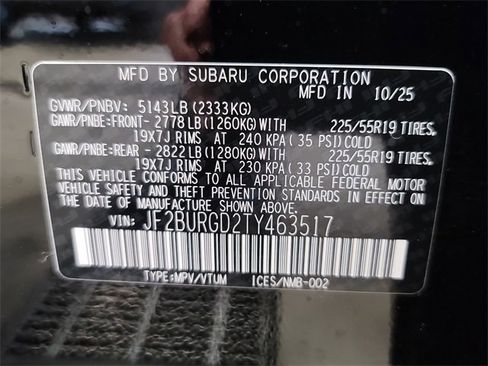 MFD BY SUBARU CORPORATION
MFD IN 10/25
GVWR/PNBV: 5143LB (2333KG)
GAWR/PNBE:FRONT- 2778LB(1260KG)WITH 225/55R19 TIRES,
19X7J RIMS AT 240 KPA(35 PSI)COLD
GAWR/PNBE:REAR - 2822LB(1280KG)WITH 225/55R19 TIRES,
19X7J RIMS AT 230 KPA(33 PSI)COLD
THIS VEHICLE CONFORMS TO ALL APPLICABLE FEDERAL MOTOR
VEHICLE SAFETY AND THEFT PREVENTION STANDARDS IN EFFECT ON
THE DATE OF MANUFACTURE SHOWN ABOVE.
VIN: JF2BURGD2TY463517
TYPE:MPV/VTUM ICES/NMB-002